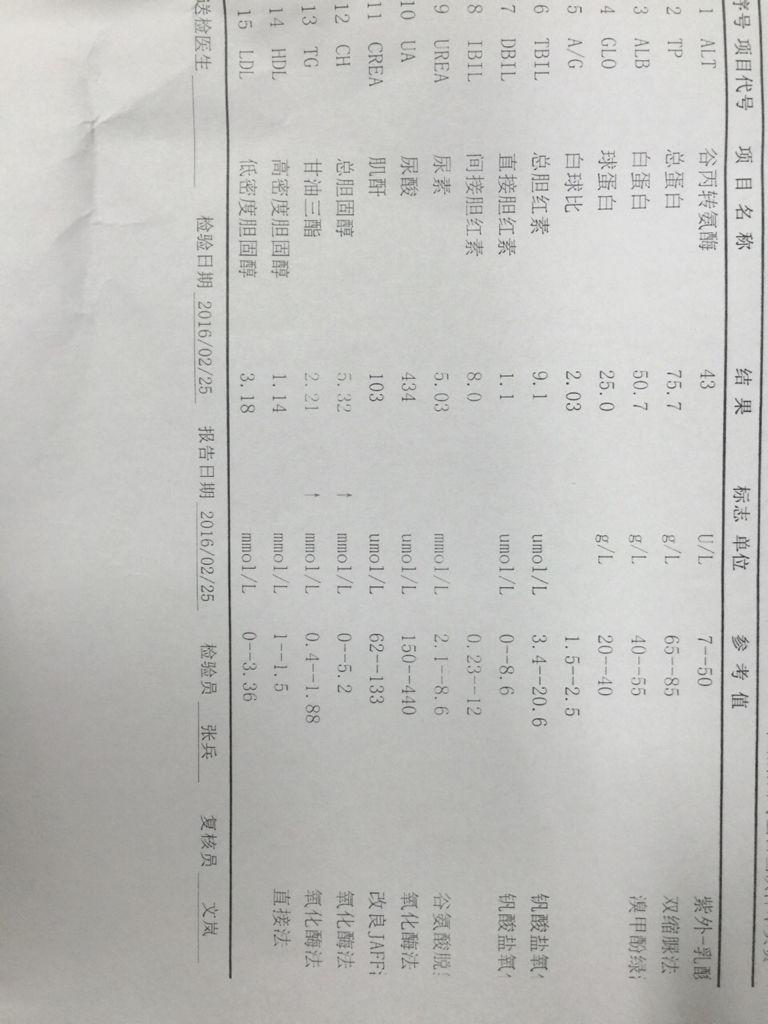 序号 项目代号 项目名称 结果 标志 单位 参考值
1 ALT 谷丙转氨酶 43 U/L 7--50 紫外-乳
2 TP 总蛋白 75.7 g/L 65--85 双缩脲法
3 ALB 白蛋白 50.7 g/L 40--55 溴甲酚绿
4 GLO 球蛋白 25.0 g/L 20--40
5 A/G 白球比 2.03 1.5--2.5
6 TBIL 总胆红素 9.1 umol/L 3.4--20.6 钒酸盐氧
7 DBIL 直接胆红素 1.1 umol/L 0--8.6 钒酸盐氧
8 IBIL 间接胆红素 8.0 0.23--12
9 UREA 尿素 5.03 mmol/L 2.1--8.6 谷氨酸脱
10 UA 尿酸 434 umol/L 150--440 氧化酶法
11 CREA 肌酐 103 umol/L 62--133 改良JAFF
12 CH 总胆固醇 5.32 ↑ mmol/L 0--5.2 氧化酶法
13 TG 甘油三酯 2.21 ↑ mmol/L 0.4--1.88 氧化酶法
14 HDL 高密度胆固醇 1.14 mmol/L 1--1.5 直接法
15 LDL 低密度胆固醇 3.18 mmol/L 0--3.36
送检医生 检验日期 2016/02/25 报告日期 2016/02/25 检验员 张兵 复核员 文岚